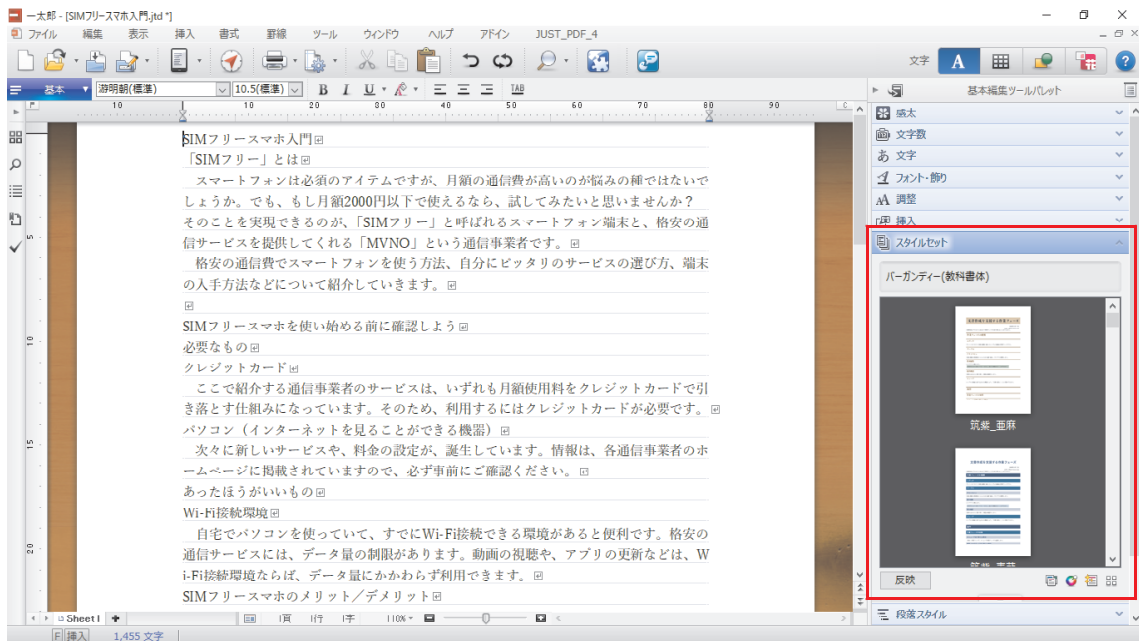 一太郎 - [SIMフリースマホ入門.jtd *]
ファイル 編集 表示 挿入 書式 罫線 ツール ウィンドウ ヘルプ アドイン JUST_PDF_4
文字 A
基本 游明朝(標準) 10.5(標準) B I U TAB
基本編集ツールパレット
10 10 20 30 40 50 60 70 80 90
感太
文字数
文字
フォント・飾り
調整
挿入
スタイルセット
バーガンディー(教科書体)
筑紫_亜麻
反映
段落スタイル
SIMフリースマホ入門
「SIMフリー」とは
スマートフォンは必須のアイテムですが、月額の通信費が高いのが悩みの種ではないで
しょうか。でも、もし月額2000円以下で使えるなら、試してみたいと思いませんか？
そのことを実現できるのが、「SIMフリー」と呼ばれるスマートフォン端末と、格安の通
信サービスを提供してくれる「MVNO」という通信事業者です。
格安の通信費でスマートフォンを使う方法、自分にピッタリのサービスの選び方、端末
の入手方法などについて紹介していきます。
SIMフリースマホを使い始める前に確認しよう
必要なもの
クレジットカード
ここで紹介する通信事業者のサービスは、いずれも月額使用料をクレジットカードで引
き落とす仕組みになっています。そのため、利用するにはクレジットカードが必要です。
パソコン（インターネットを見ることができる機器）
次々に新しいサービスや、料金の設定が、誕生しています。情報は、各通信事業者のホ
ームページに掲載されていますので、必ず事前にご確認ください。
あったほうがいいもの
Wi-Fi接続環境
自宅でパソコンを使っていて、すでにWi-Fi接続できる環境があると便利です。格安の
通信サービスには、データ量の制限があります。動画の視聴や、アプリの更新などは、W
i-Fi接続環境ならば、データ量にかかわらず利用できます。
SIMフリースマホのメリット／デメリット
5
10
15
20
Sheet1 1頁 1行 1字 110%
挿入 1,455 文字